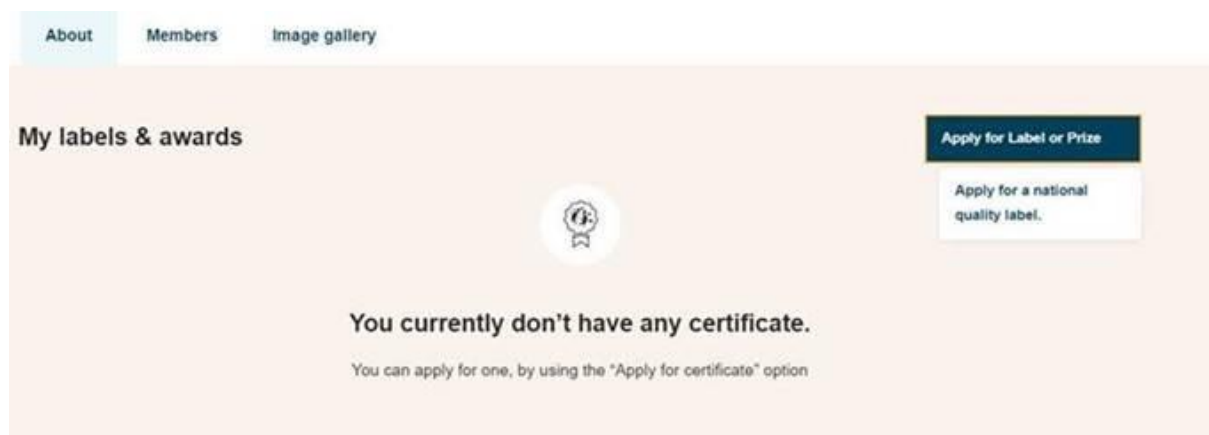 About Members Image gallery
My labels & awards
Apply for Label or Prize
Apply for a national
quality label.
You currently don't have any certificate.
You can apply for one, by using the "Apply for certificate" option